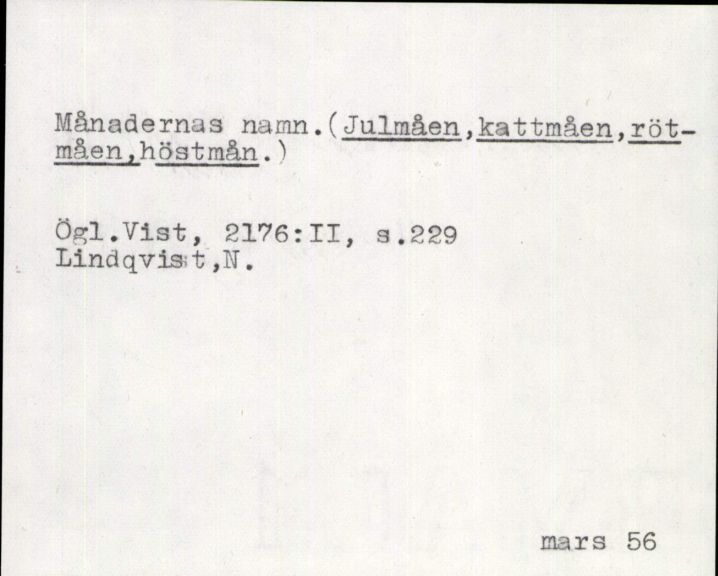 Månadernas namn.(Julmåen,kattmåen,röt-
måen,höstmån.)
Ögl.Vist, 2176:II, s.229
Lindqvist,N.
mars 56